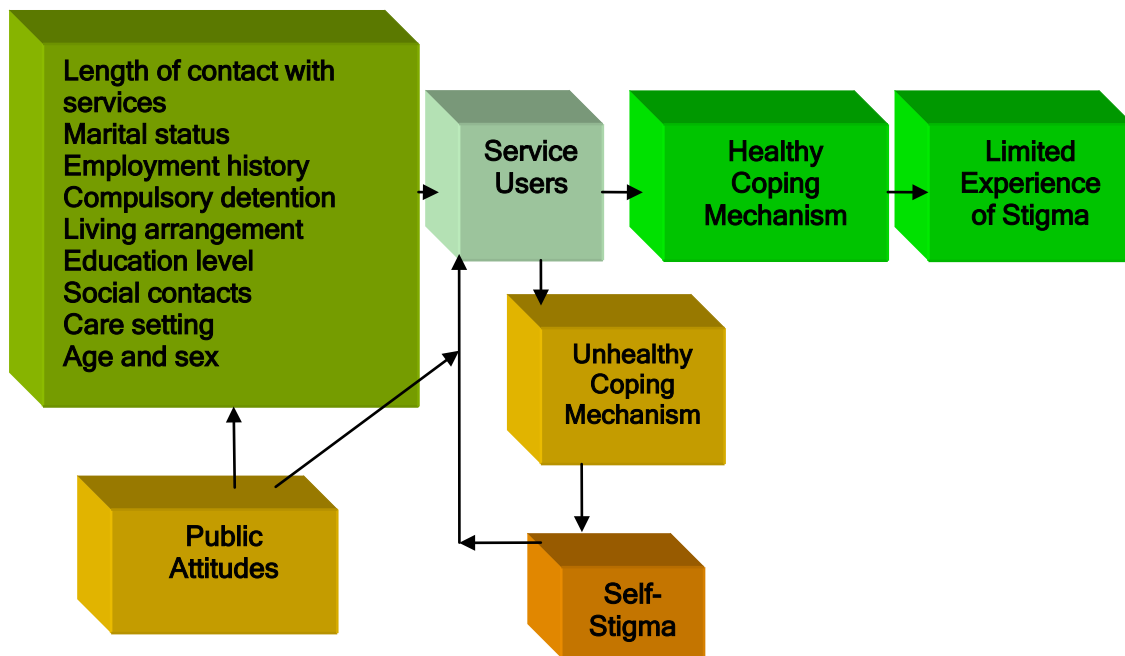 Length of contact with
services
Marital status
Employment history
Compulsory detention
Living arrangement
Education level
Social contacts
Care setting
Age and sex
Service
Users
Healthy
Coping
Mechanism
Limited
Experience
of Stigma
Unhealthy
Coping
Mechanism
Public
Attitudes
Self-
Stigma